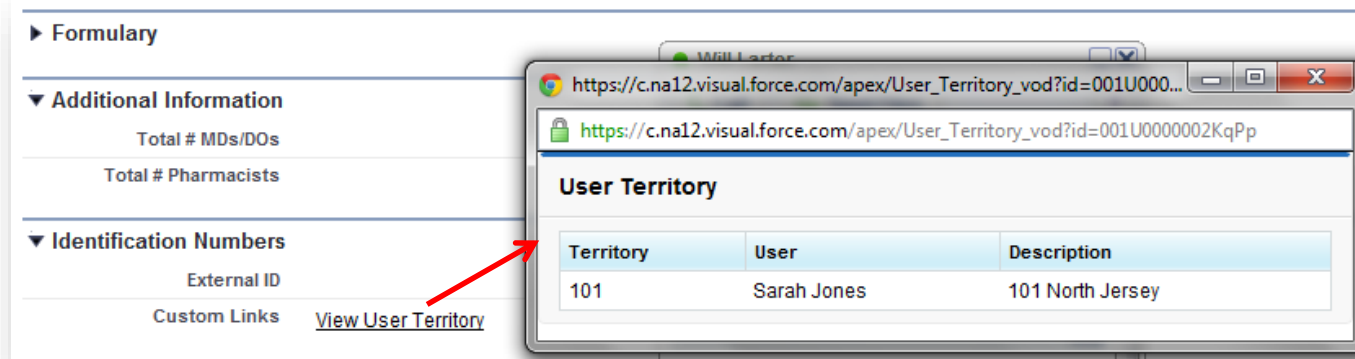 Formulary
Will Larter
Additional Information
Total # MDs/DOs
Total # Pharmacists
Identification Numbers
External ID
Custom Links View User Territory
https://c.na12.visual.force.com/apex/User_Territory_vod?id=001U000...
https://c.na12.visual.force.com/apex/User_Territory_vod?id=001U0000002KqPp
User Territory
Territory User Description
101 Sarah Jones 101 North Jersey